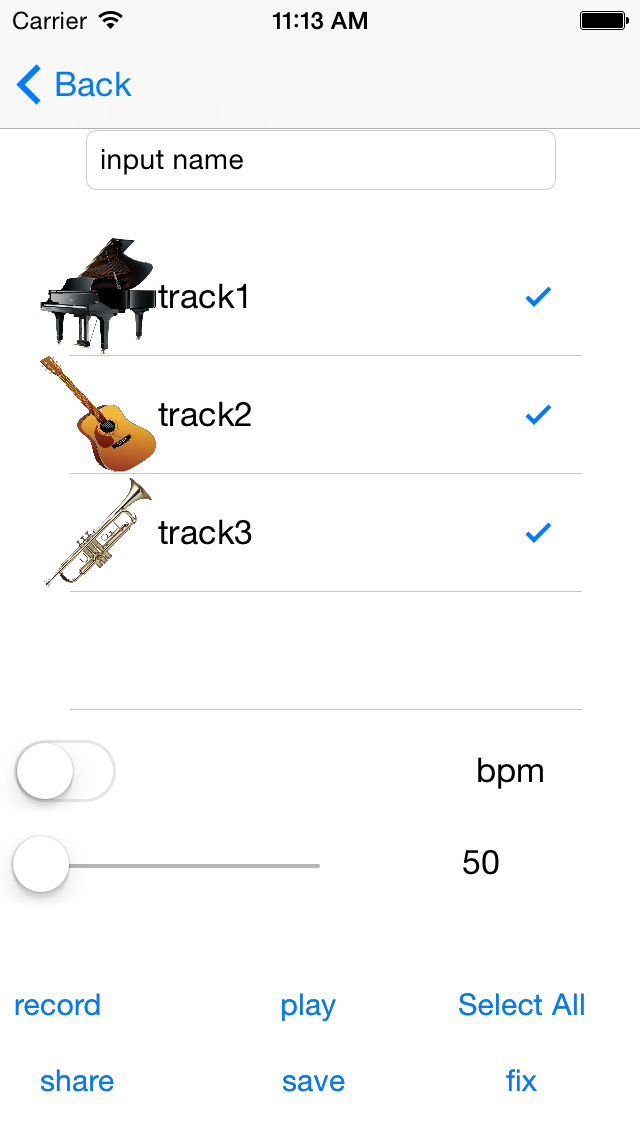 Carrier 11:13 AM
Back
input name
track1
track2
track3
bpm
50
record play Select All
share save fix